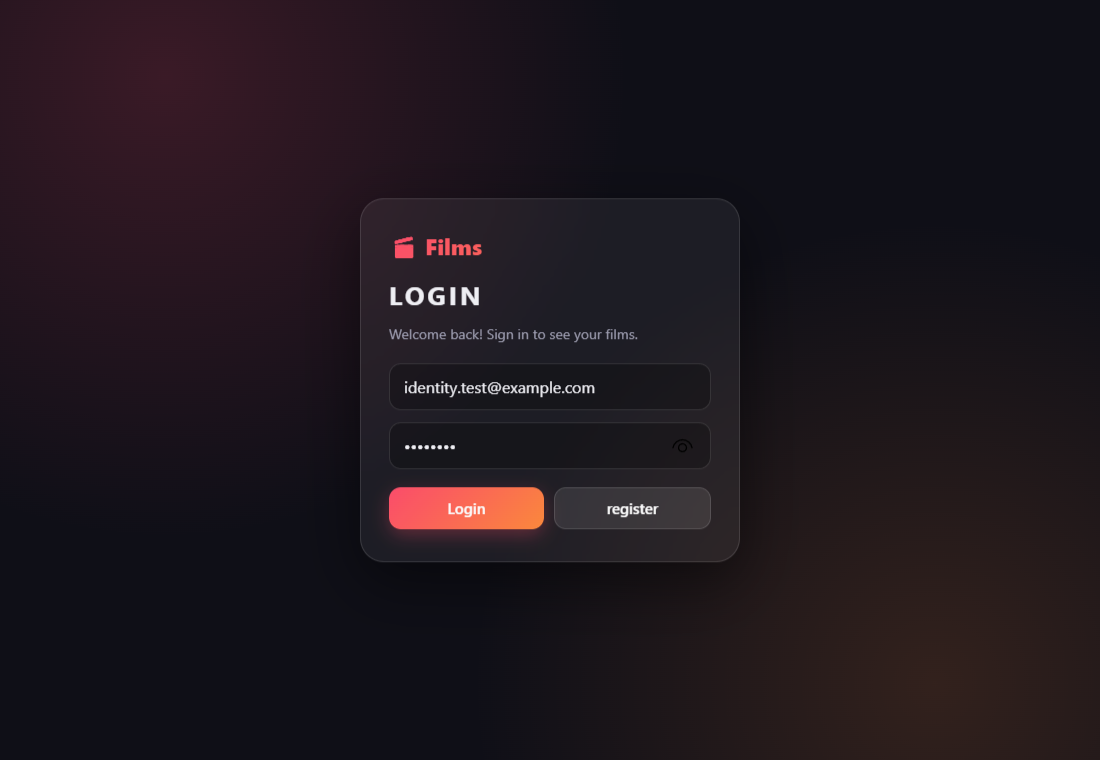 Films
LOGIN
Welcome back! Sign in to see your films.
identity.test@example.com
••••••••
Login
register